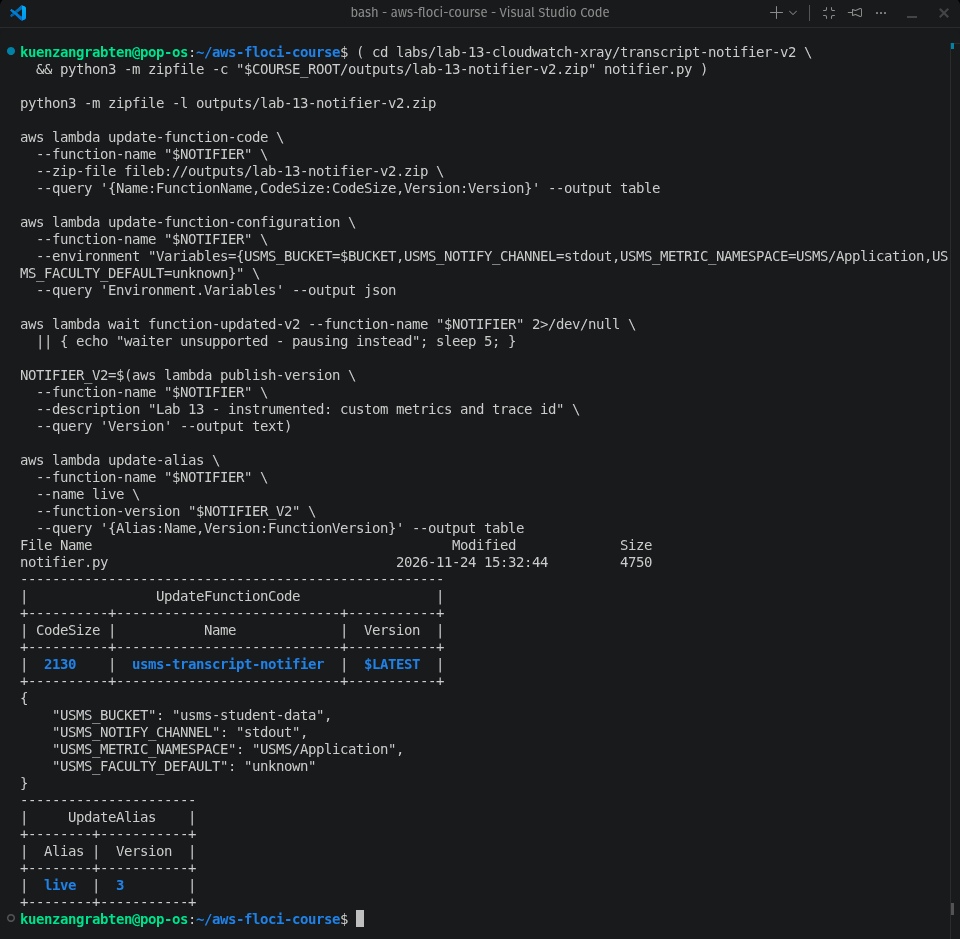 bash - aws-floci-course - Visual Studio Code
kuenzangrabten@pop-os:~/aws-floci-course$ ( cd labs/lab-13-cloudwatch-xray/transcript-notifier-v2 \
  && python3 -m zipfile -c "$COURSE_ROOT/outputs/lab-13-notifier-v2.zip" notifier.py )
python3 -m zipfile -l outputs/lab-13-notifier-v2.zip
aws lambda update-function-code \
  --function-name "$NOTIFIER" \
  --zip-file fileb://outputs/lab-13-notifier-v2.zip \
  --query '{Name:FunctionName,CodeSize:CodeSize,Version:Version}' --output table
aws lambda update-function-configuration \
  --function-name "$NOTIFIER" \
  --environment "Variables={USMS_BUCKET=$BUCKET,USMS_NOTIFY_CHANNEL=stdout,USMS_METRIC_NAMESPACE=USMS/Application,US
MS_FACULTY_DEFAULT=unknown}" \
  --query 'Environment.Variables' --output json
aws lambda wait function-updated-v2 --function-name "$NOTIFIER" 2>/dev/null \
  || { echo "waiter unsupported - pausing instead"; sleep 5; }
NOTIFIER_V2=$(aws lambda publish-version \
  --function-name "$NOTIFIER" \
  --description "Lab 13 - instrumented: custom metrics and trace id" \
  --query 'Version' --output text)
aws lambda update-alias \
  --function-name "$NOTIFIER" \
  --name live \
  --function-version "$NOTIFIER_V2" \
  --query '{Alias:Name,Version:FunctionVersion}' --output table
File Name                                             Modified             Size
notifier.py                                    2026-11-24 15:32:44         4750
-----------------------------------------------------
|                UpdateFunctionCode                 |
+----------+----------------------------+-----------+
| CodeSize |           Name             |  Version  |
+----------+----------------------------+-----------+
|  2130    |  usms-transcript-notifier  |  $LATEST  |
+----------+----------------------------+-----------+
{
    "USMS_BUCKET": "usms-student-data",
    "USMS_NOTIFY_CHANNEL": "stdout",
    "USMS_METRIC_NAMESPACE": "USMS/Application",
    "USMS_FACULTY_DEFAULT": "unknown"
}
----------------------
|     UpdateAlias    |
+--------+-----------+
|  Alias |  Version  |
+--------+-----------+
|  live  |  3        |
+--------+-----------+
kuenzangrabten@pop-os:~/aws-floci-course$